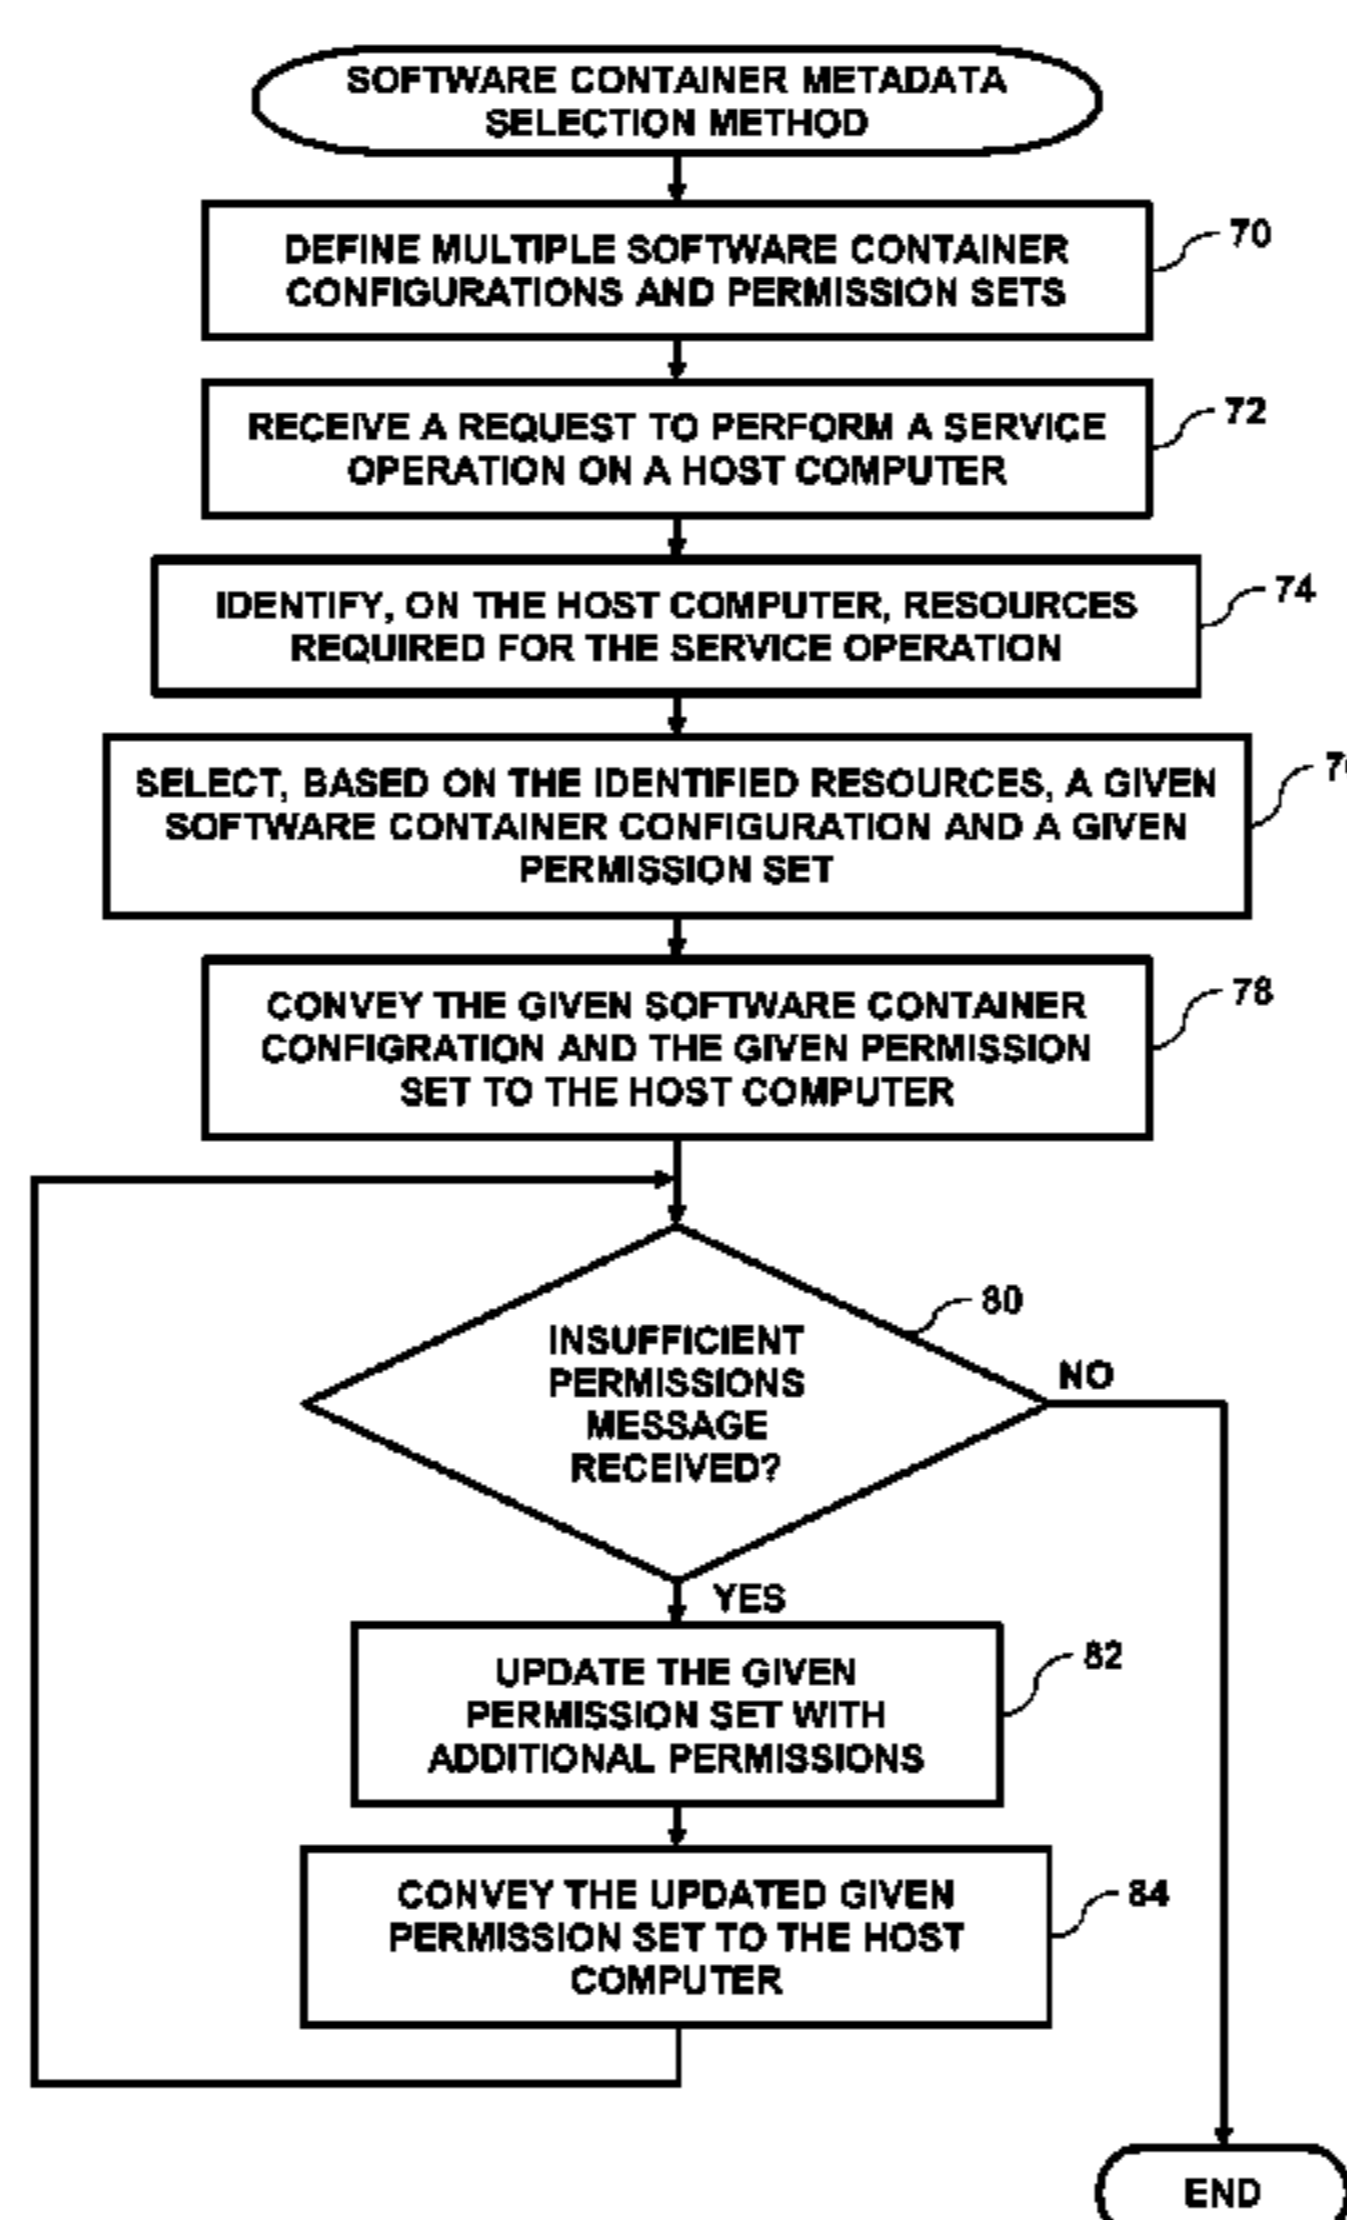 SOFTWARE CONTAINER METADATA
SELECTION METHOD
DEFINE MULTIPLE SOFTWARE CONTAINER
CONFIGURATIONS AND PERMISSION SETS
70
RECEIVE A REQUEST TO PERFORM A SERVICE
OPERATION ON A HOST COMPUTER
72
IDENTIFY, ON THE HOST COMPUTER, RESOURCES
REQUIRED FOR THE SERVICE OPERATION
74
SELECT, BASED ON THE IDENTIFIED RESOURCES, A GIVEN
SOFTWARE CONTAINER CONFIGURATION AND A GIVEN
PERMISSION SET
CONVEY THE GIVEN SOFTWARE CONTAINER
CONFIGRATION AND THE GIVEN PERMISSION
SET TO THE HOST COMPUTER
78
INSUFFICIENT
PERMISSIONS
MESSAGE
RECEIVED?
80
NO
YES
UPDATE THE GIVEN
PERMISSION SET WITH
ADDITIONAL PERMISSIONS
82
CONVEY THE UPDATED GIVEN
PERMISSION SET TO THE HOST
COMPUTER
84
END